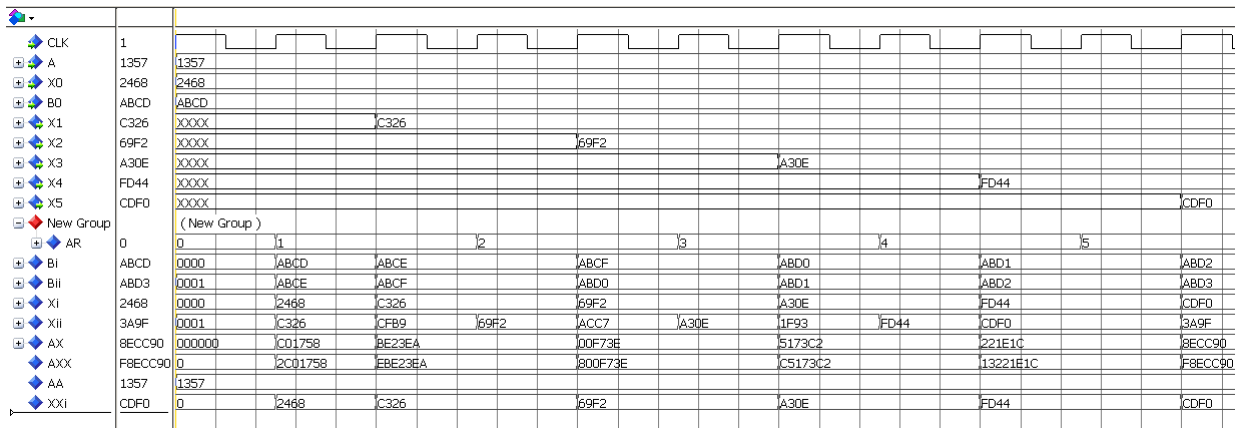 CLK 1
A 1357 1357
X0 2468 2468
B0 ABCD ABCD
X1 C326 XXXX C326
X2 69F2 XXXX 69F2
X3 A30E XXXX A30E
X4 FD44 XXXX FD44
X5 CDF0 XXXX CDF0
New Group ( New Group )
AR 0 0 1 2 3 4 5
Bi ABCD 0000 ABCD ABCE ABCF ABD0 ABD1 ABD2
Bii ABD3 0001 ABCE ABCF ABD0 ABD1 ABD2 ABD3
Xi 2468 0000 2468 C326 69F2 A30E FD44 CDF0
Xii 3A9F 0001 C326 CFB9 69F2 ACC7 A30E 1F93 FD44 CDF0 3A9F
AX 8ECC90 000000 C01758 BE23EA 00F73E 5173C2 221E1C 8ECC90
AXX F8ECC90 0 2C01758 EBE23EA 800F73E C5173C2 13221E1C F8ECC90
AA 1357 1357
XXi CDF0 0 2468 C326 69F2 A30E FD44 CDF0